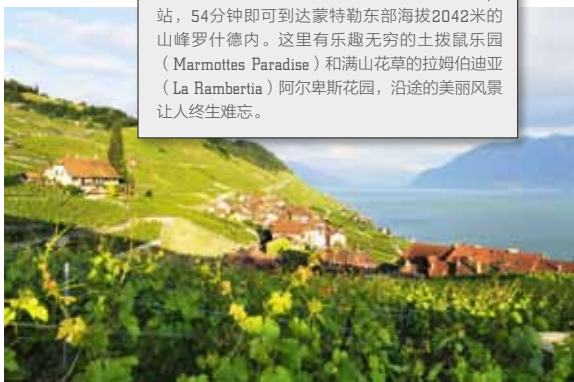 站，54分钟即可到达蒙特勒东部海拔2042米的
山峰罗什德内。这里有乐趣无穷的土拨鼠乐园
（Marmottes Paradise）和满山花草的拉姆伯迪亚
（La Rambertia）阿尔卑斯花园，沿途的美丽风景
让人终生难忘。